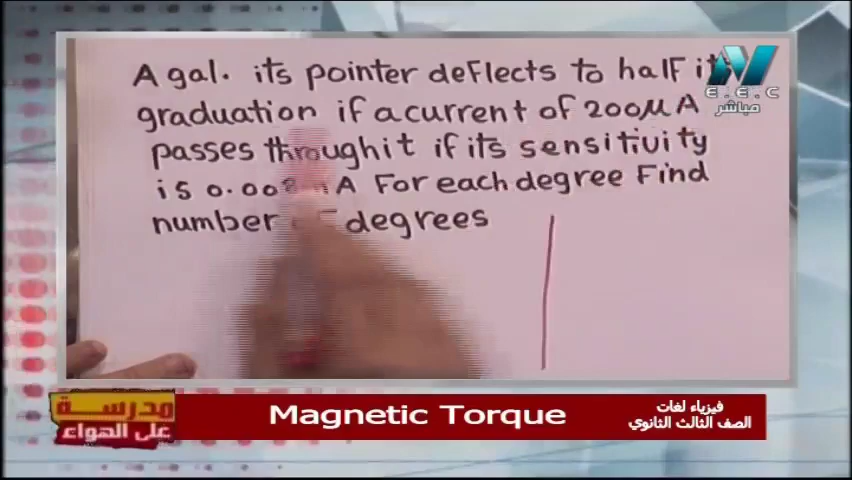 A gal. its pointer deflects to half it
graduation if a current of 200μA
passes through it if its sensitivity
is 0.008 A For each degree Find
number degrees
E.E.C
مباشر
مدرسة
على الهواء
Magnetic Torque
فيزياء لغات
الصف الثالث الثانوي